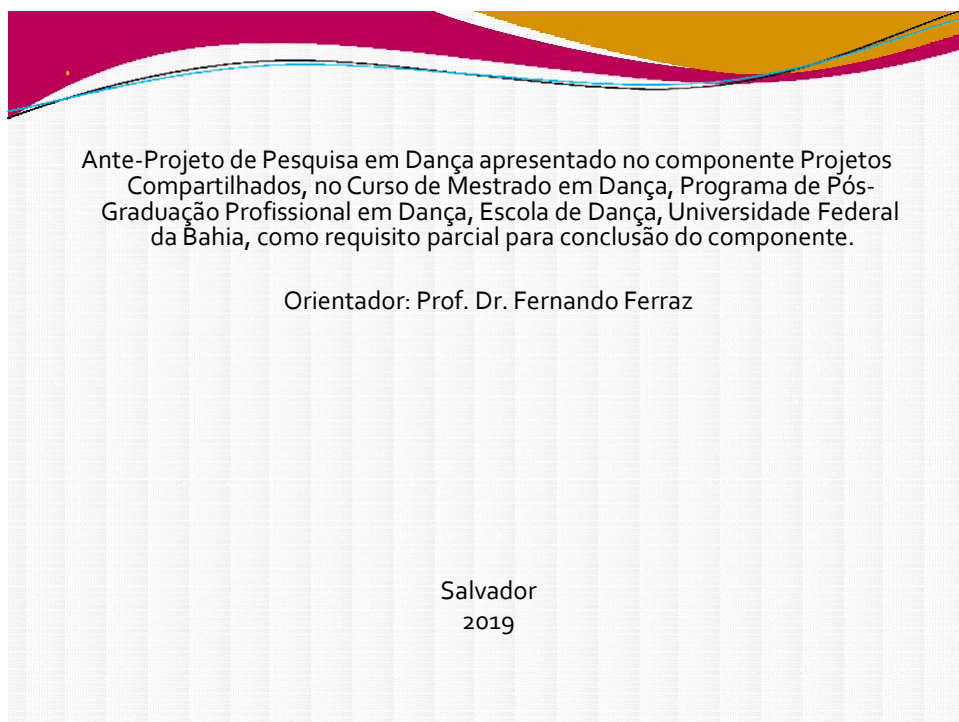 Ante-Projeto de Pesquisa em Dança apresentado no componente Projetos
Compartilhados, no Curso de Mestrado em Dança, Programa de Pós-
Graduação Profissional em Dança, Escola de Dança, Universidade Federal
da Bahia, como requisito parcial para conclusão do componente.
Orientador: Prof. Dr. Fernando Ferraz
Salvador
2019